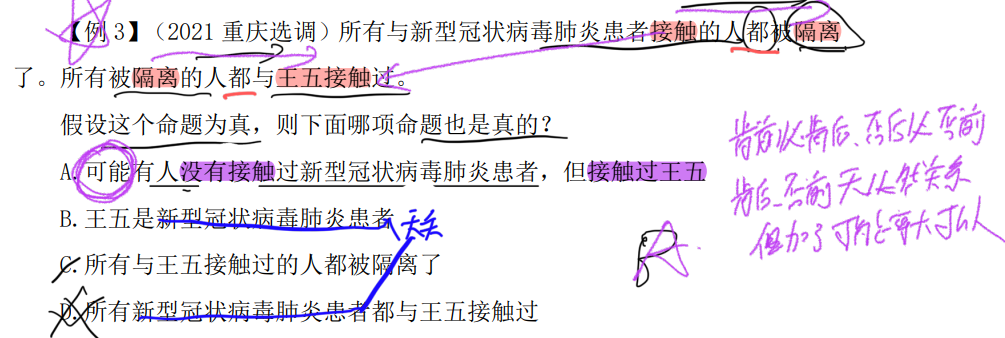 【例 3】（2021 重庆选调）所有与新型冠状病毒肺炎患者接触的人都被隔离
了。所有被隔离的人都与王五接触过。
假设这个命题为真，则下面哪项命题也是真的？
A.可能有人没有接触过新型冠状病毒肺炎患者，但接触过王五
B.王五是新型冠状病毒肺炎患者
C.所有与王五接触过的人都被隔离了
D.所有新型冠状病毒肺炎患者都与王五接触过
肯前必肯后、否后必否前
肯后、否前无必然关系
但加了可能
无关
A.